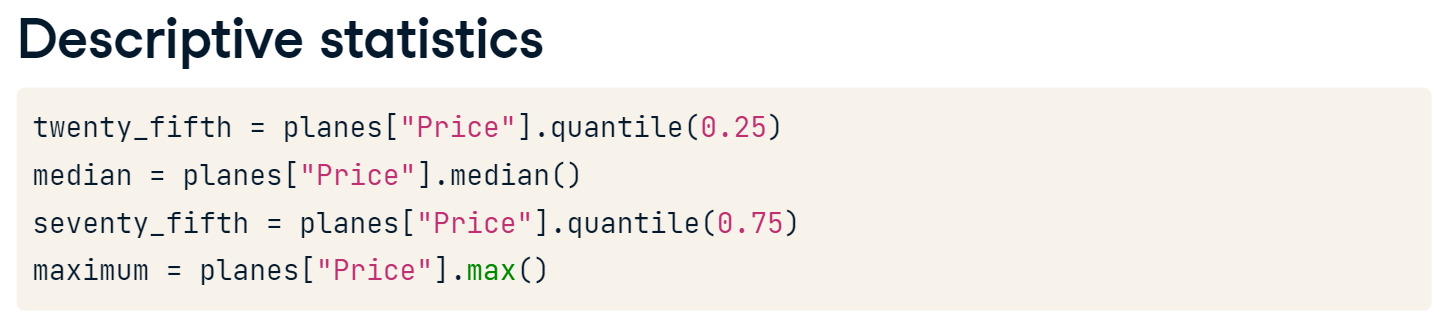 Descriptive statistics
twenty_fifth = planes["Price"].quantile(0.25)
median = planes["Price"].median()
seventy_fifth = planes["Price"].quantile(0.75)
maximum = planes["Price"].max()